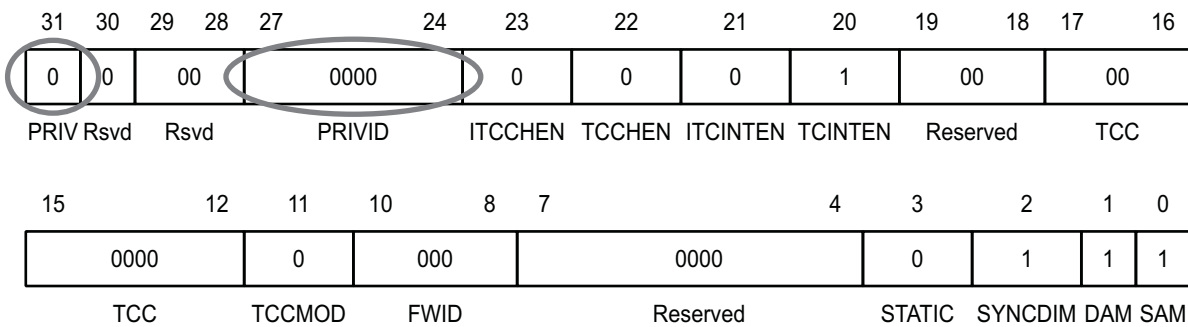 31 30 29 28 27 24 23 22 21 20 19 18 17 16
0 0 00 0000 0 0 0 1 00 00
PRIV Rsvd Rsvd PRIVID ITCCHEN TCCHEN ITCINTEN TCINTEN Reserved TCC
15 12 11 10 8 7 4 3 2 1 0
0000 0 000 0000 0 1 1 1
TCC TCCMOD FWID Reserved STATIC SYNCDIM DAM SAM